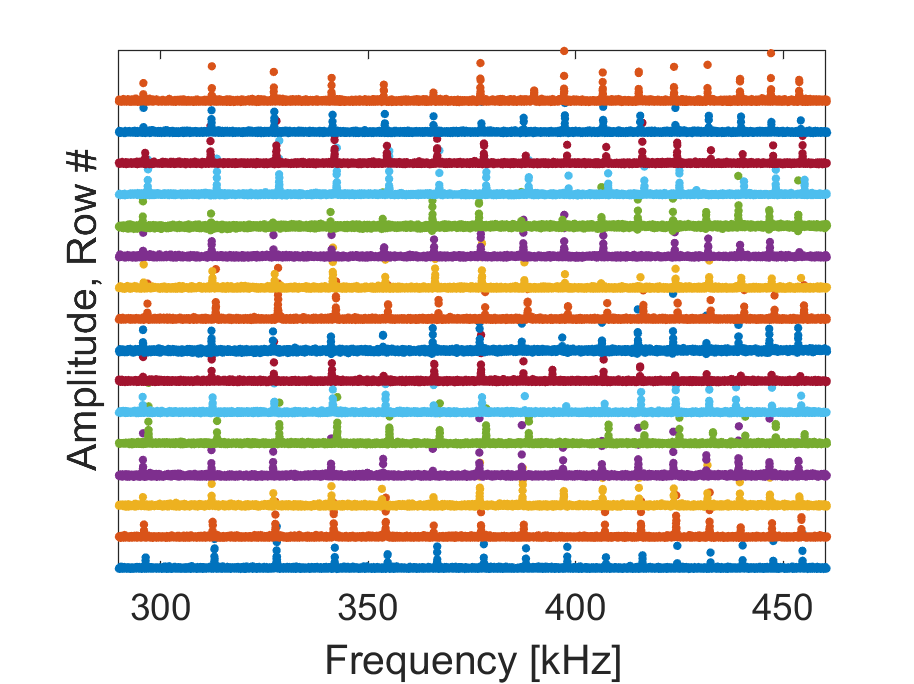 Amplitude, Row #
300 350 400 450
Frequency [kHz]